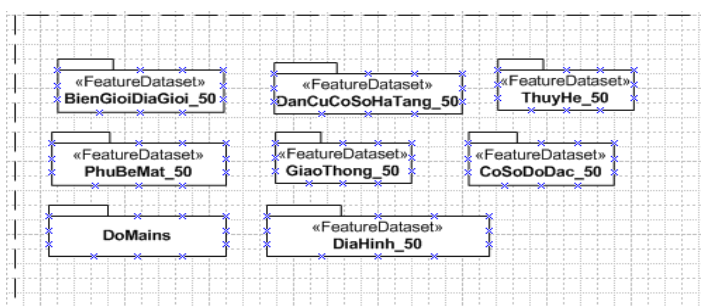 «FeatureDataset»
BienGioiDiaGioi_50
«FeatureDataset»
DanCuCoSoHaTang_50
«FeatureDataset»
ThuyHe_50
«FeatureDataset»
PhuBeMat_50
«FeatureDataset»
GiaoThong_50
«FeatureDataset»
CoSoDoDac_50
DoMains
«FeatureDataset»
DiaHinh_50